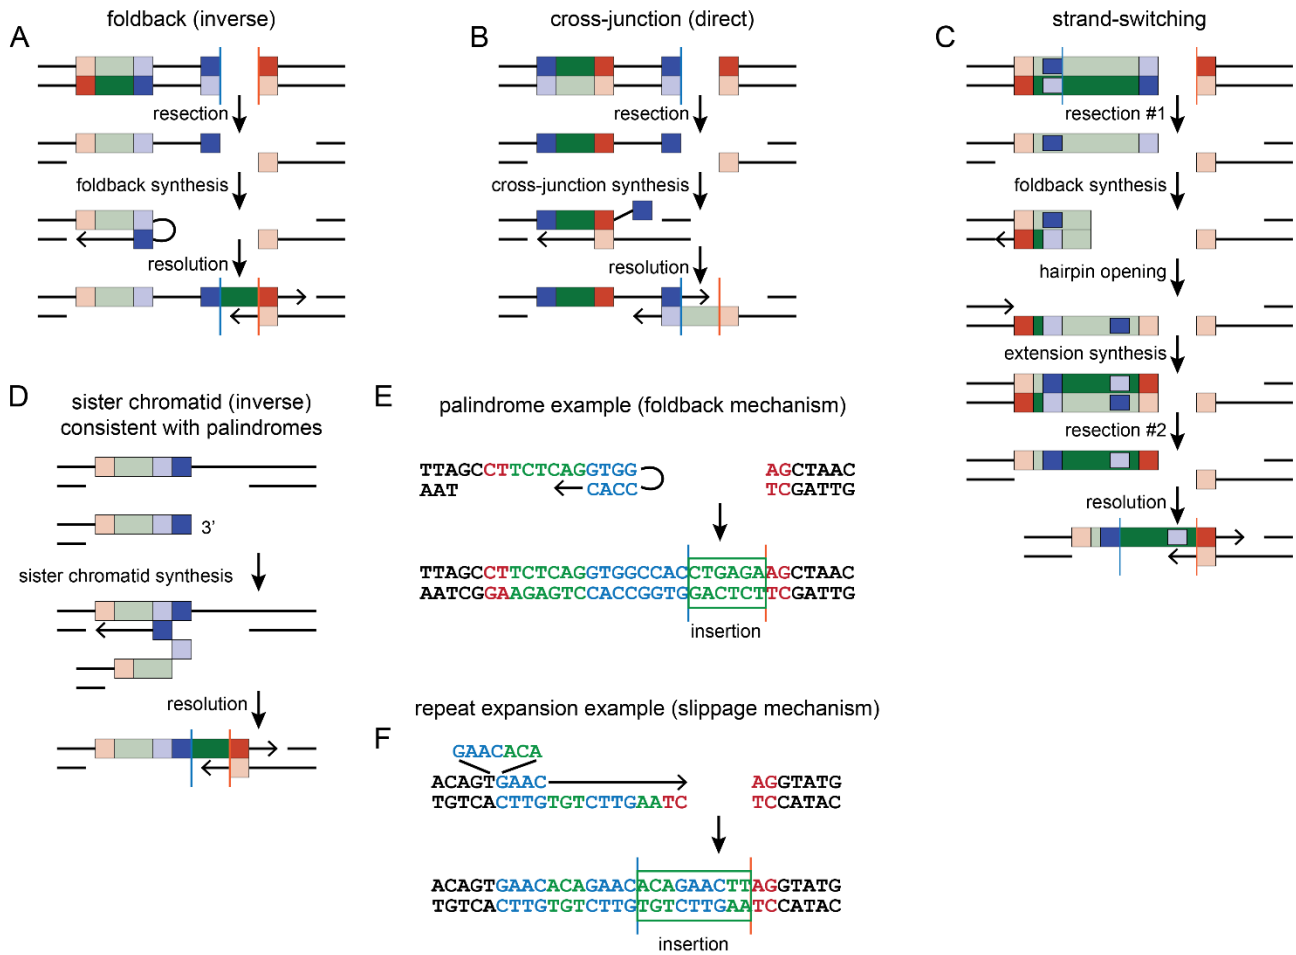 A
foldback (inverse)
resection
foldback synthesis
resolution
B
cross-junction (direct)
resection
cross-junction synthesis
resolution
C
strand-switching
resection #1
foldback synthesis
hairpin opening
extension synthesis
resection #2
resolution
D
sister chromatid (inverse)
consistent with palindromes
3'
sister chromatid synthesis
resolution
E
palindrome example (foldback mechanism)
TTAGCCTTCTCAGGTGG AGCTAAC
AAT CACC TCGATTG
TTAGCCTTCTCAGGTGGCCACCTGAGAAGCTAAC
AATCGGAAGAGTCCACCGGTGGACTCTTCGATTG
insertion
F
repeat expansion example (slippage mechanism)
GAACACA
ACAGTGAAC AGGTATG
TGTCACTTGTGTCTTGAATC TCCATAC
ACAGTGAACACAGAACACAGAACTTAGGTATG
TGTCACTTGTGTCTTGTGTCTTGAATCCATAC
insertion